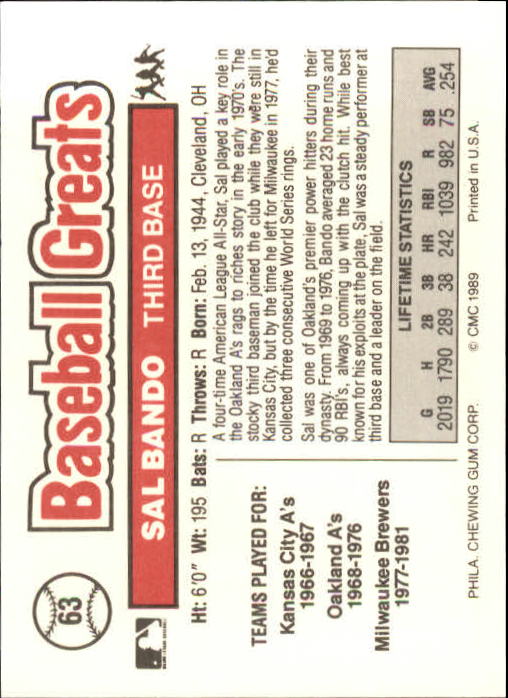 63
Baseball Greats
SAL BANDO THIRD BASE
Ht: 6'0" Wt: 195 Bats: R Throws: R Born: Feb. 13, 1944, Cleveland, OH
TEAMS PLAYED FOR:
Kansas City A's
1966-1967
Oakland A's
1968-1976
Milwaukee Brewers
1977-1981
A four-time American League All-Star, Sal played a key role in
the Oakland A's rags to riches story in the early 1970's. The
stocky third baseman joined the club while they were still in
Kansas City, but by the time he left for Milwaukee in 1977, he'd
collected three consecutive World Series rings.
Sal was one of Oakland's premier power hitters during their
dynasty. From 1969 to 1976, Bando averaged 23 home runs and
90 RBI's, always coming up with the clutch hit. While best
known for his exploits at the plate, Sal was a steady performer at
third base and a leader on the field.
LIFETIME STATISTICS
G H 2B 3B HR RBI R SB AVG
2019 1790 289 38 242 1039 982 75 .254
PHILA. CHEWING GUM CORP. © CMC 1989 Printed in U.S.A.